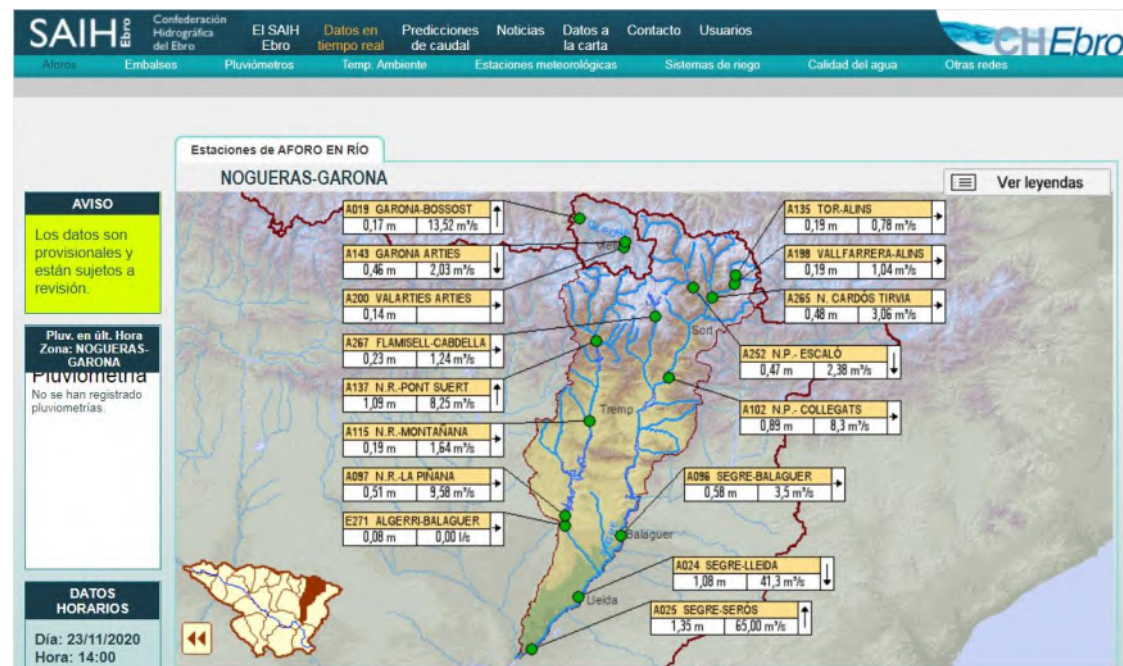 SAIH Ebro
Confederación
Hidrográfica
del Ebro
El SAIH
Ebro
Datos en
tiempo real
Predicciones
de caudal
Noticias
Datos a
la carta
Contacto
Usuarios
CHEbro
Aforos
Embalses
Pluviómetros
Temp. Ambiente
Estaciones meteorológicas
Sistemas de riego
Calidad del agua
Otras redes
Estaciones de AFORO EN RÍO
NOGUERAS-GARONA
Ver leyendas
AVISO
Los datos son
provisionales y
están sujetos a
revisión.
Pluv. en últ. Hora
Zona: NOGUERAS-
GARONA
Pluviometría
No se han registrado
pluviometrías.
DATOS
HORARIOS
Día: 23/11/2020
Hora: 14:00
A019 GARONA-BOSSOST
0,17 m 13,52 m³/s
A143 GARONA ARTIES
0,46 m 2,03 m³/s
A200 VALARTIES ARTIES
0,14 m
A267 FLAMISELL-CABDELLA
0,23 m 1,24 m³/s
A137 N.R.-PONT SUERT
1,09 m 8,25 m³/s
A115 N.R.-MONTAÑANA
0,19 m 1,64 m³/s
A097 N.R.-LA PIÑANA
0,51 m 9,58 m³/s
E271 ALGERRI-BALAGUER
0,08 m 0,00 l/s
A135 TOR-ALINS
0,19 m 0,78 m³/s
A198 VALLFARRERA-ALINS
0,19 m 1,04 m³/s
A265 N. CARDÓS TIRVIA
0,48 m 3,06 m³/s
A252 N.P.- ESCALÓ
0,47 m 2,38 m³/s
A102 N.P.- COLLEGATS
0,89 m 8,3 m³/s
A096 SEGRE-BALAGUER
0,58 m 3,5 m³/s
A024 SEGRE-LLEIDA
1,08 m 41,3 m³/s
A025 SEGRE-SERÓS
1,35 m 65,00 m³/s
Sort
Tremp
Balaguer
Lleida